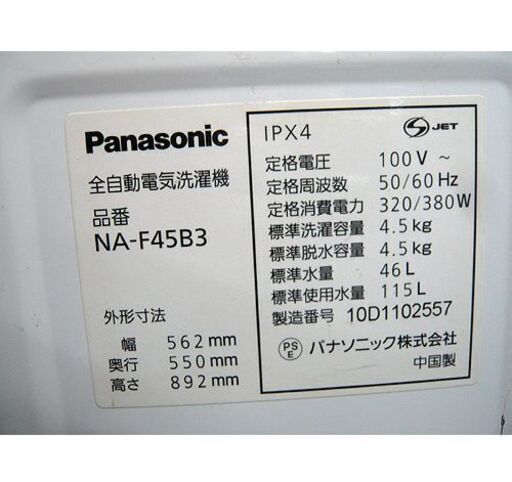 Panasonic
全自動電気洗濯機
品番
NA-F45B3
外形寸法
幅 562mm
奥行 550mm
高さ 892mm
IPX4
S JET
定格電圧 100V ~
定格周波数 50/60 Hz
定格消費電力 320/380W
標準洗濯容量 4.5kg
標準脱水容量 4.5kg
標準水量 46L
標準使用水量 115L
製造番号 10D1102557
PS E パナソニック株式会社
中国製